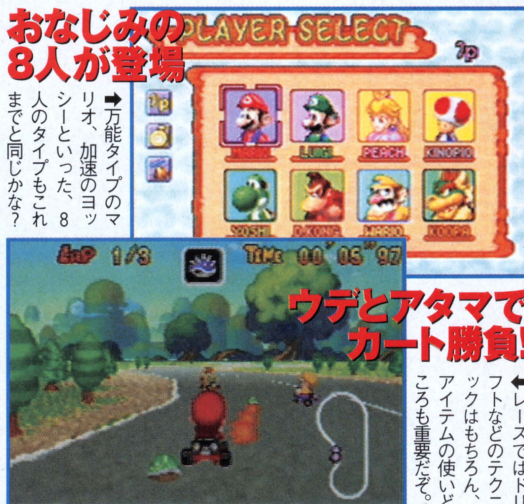 おなじみの
8人が登場
➡万能タイプのマ
リオ、加速のヨッ
シーといった、8
人のタイプもこれ
までと同じかな？
PLAYER SELECT
1P
MARIO
LUIGI
PEACH
KINOPIO
YOSHI
D.KONG
WARIO
KOOPA
LAP 1/3
TIME 00"05"97
ウデとアタマで
カート勝負!!
⬅レースではドリ
フトなどのテクニ
ックはもちろん、
アイテムの使いど
ころも重要だぞ。